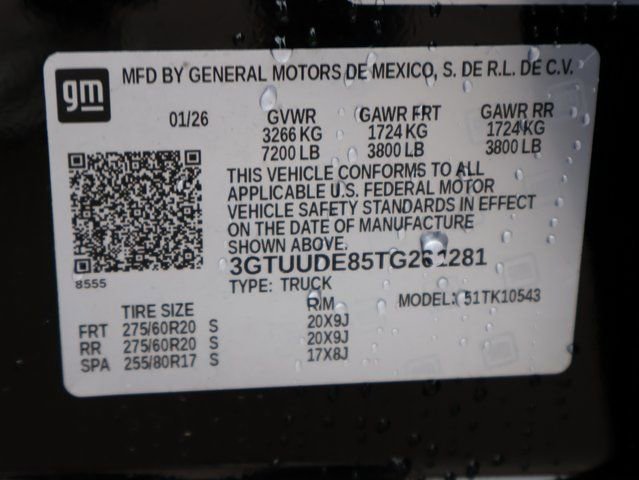 gm
MFD BY GENERAL MOTORS DE MEXICO, S. DE R.L. DE C.V.
01/26 GVWR GAWR FRT GAWR RR
3266 KG 1724 KG 1724 KG
7200 LB 3800 LB 3800 LB
THIS VEHICLE CONFORMS TO ALL
APPLICABLE U.S. FEDERAL MOTOR
VEHICLE SAFETY STANDARDS IN EFFECT
ON THE DATE OF MANUFACTURE
SHOWN ABOVE.
3GTUUDE85TG261281
8555
TYPE: TRUCK MODEL: 51TK10543
TIRE SIZE RIM
FRT 275/60R20 S 20X9J
RR 275/60R20 S 20X9J
SPA 255/80R17 S 17X8J